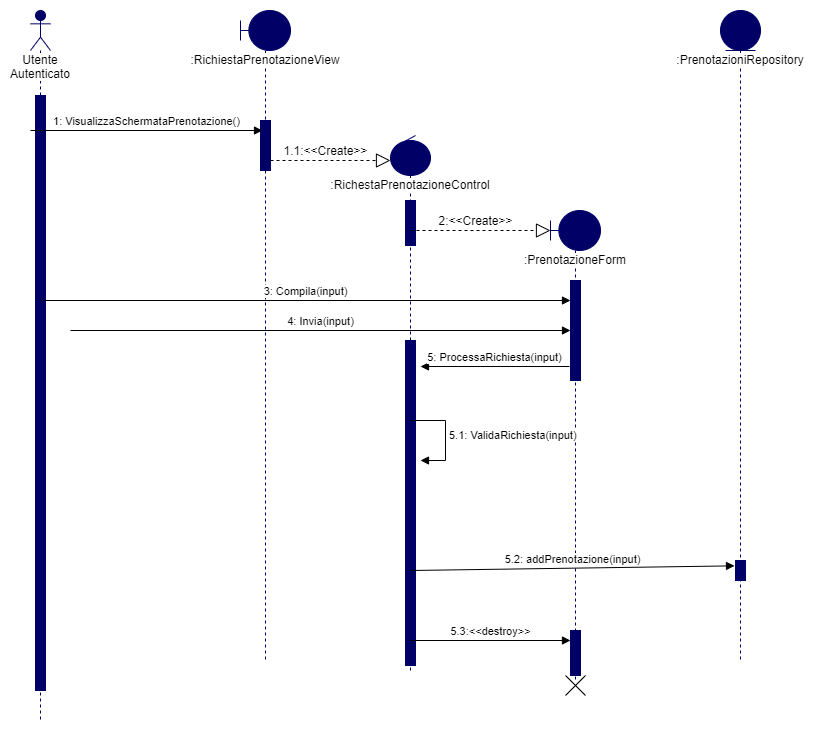 Utente
Autenticato
:RichiestaPrenotazioneView
:PrenotazioniRepository
1: VisualizzaSchermataPrenotazione()
1.1:<<Create>>
:RichestaPrenotazioneControl
2:<<Create>>
:PrenotazioneForm
3: Compila(input)
4: Invia(input)
5: ProcessaRichiesta(input)
5.1: ValidaRichiesta(input)
5.2: addPrenotazione(input)
5.3:<<destroy>>